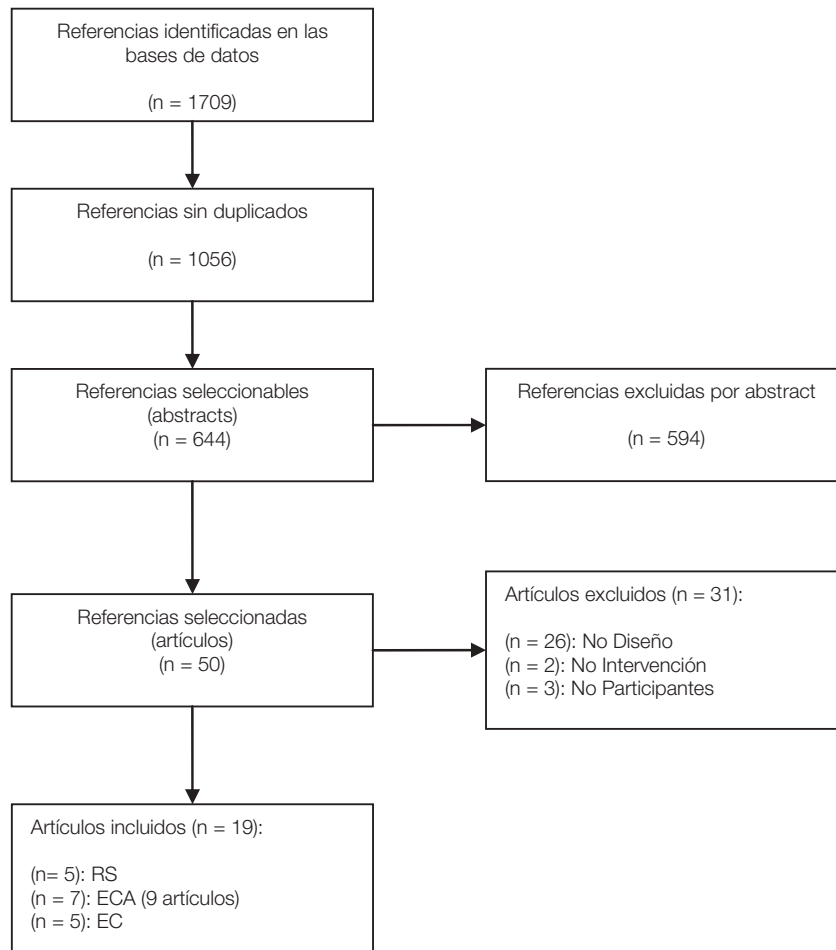 Referencias identificadas en las
bases de datos
(n = 1709)
Referencias sin duplicados
(n = 1056)
Referencias seleccionables
(abstracts)
(n = 644)
Referencias excluidas por abstract
(n = 594)
Referencias seleccionadas
(artículos)
(n = 50)
Artículos excluidos (n = 31):
(n = 26): No Diseño
(n = 2): No Intervención
(n = 3): No Participantes
Artículos incluidos (n = 19):
(n= 5): RS
(n = 7): ECA (9 artículos)
(n = 5): EC